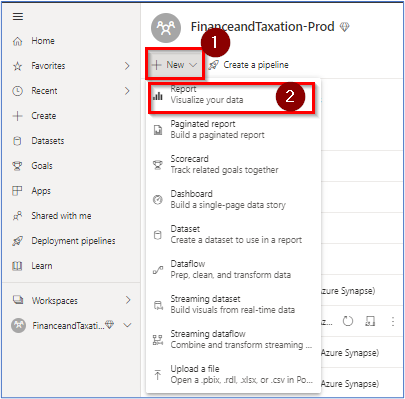 FinanceandTaxation-Prod
1
New
Create a pipeline
Home
Favorites
Recent
Create
Datasets
Goals
Apps
Shared with me
Deployment pipelines
Learn
Workspaces
FinanceandTaxati...
Report
Visualize your data
2
Paginated report
Build a paginated report
Scorecard
Track related goals together
Dashboard
Build a single-page data story
Dataset
Create a dataset to use in a report
Dataflow
Prep, clean, and transform data
Streaming dataset
Build visuals from real-time data
Streaming dataflow
Combine and transform streaming ...
Upload a file
Open a .pbix, .rdl, .xlsx, or .csv in Po...
Azure Synapse)
Az...
Azure Synapse)
(Azure Synapse)